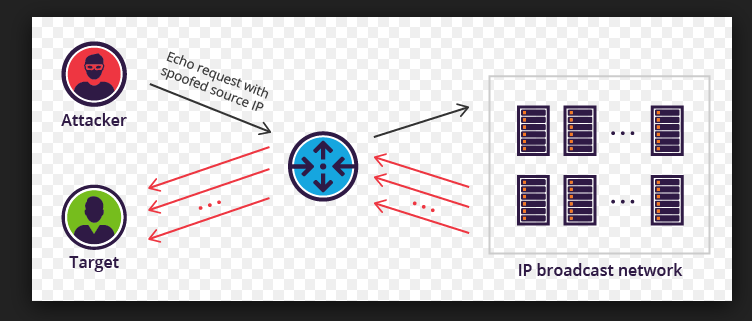 Echo request with
spoofed source IP
Attacker
Target
IP broadcast network